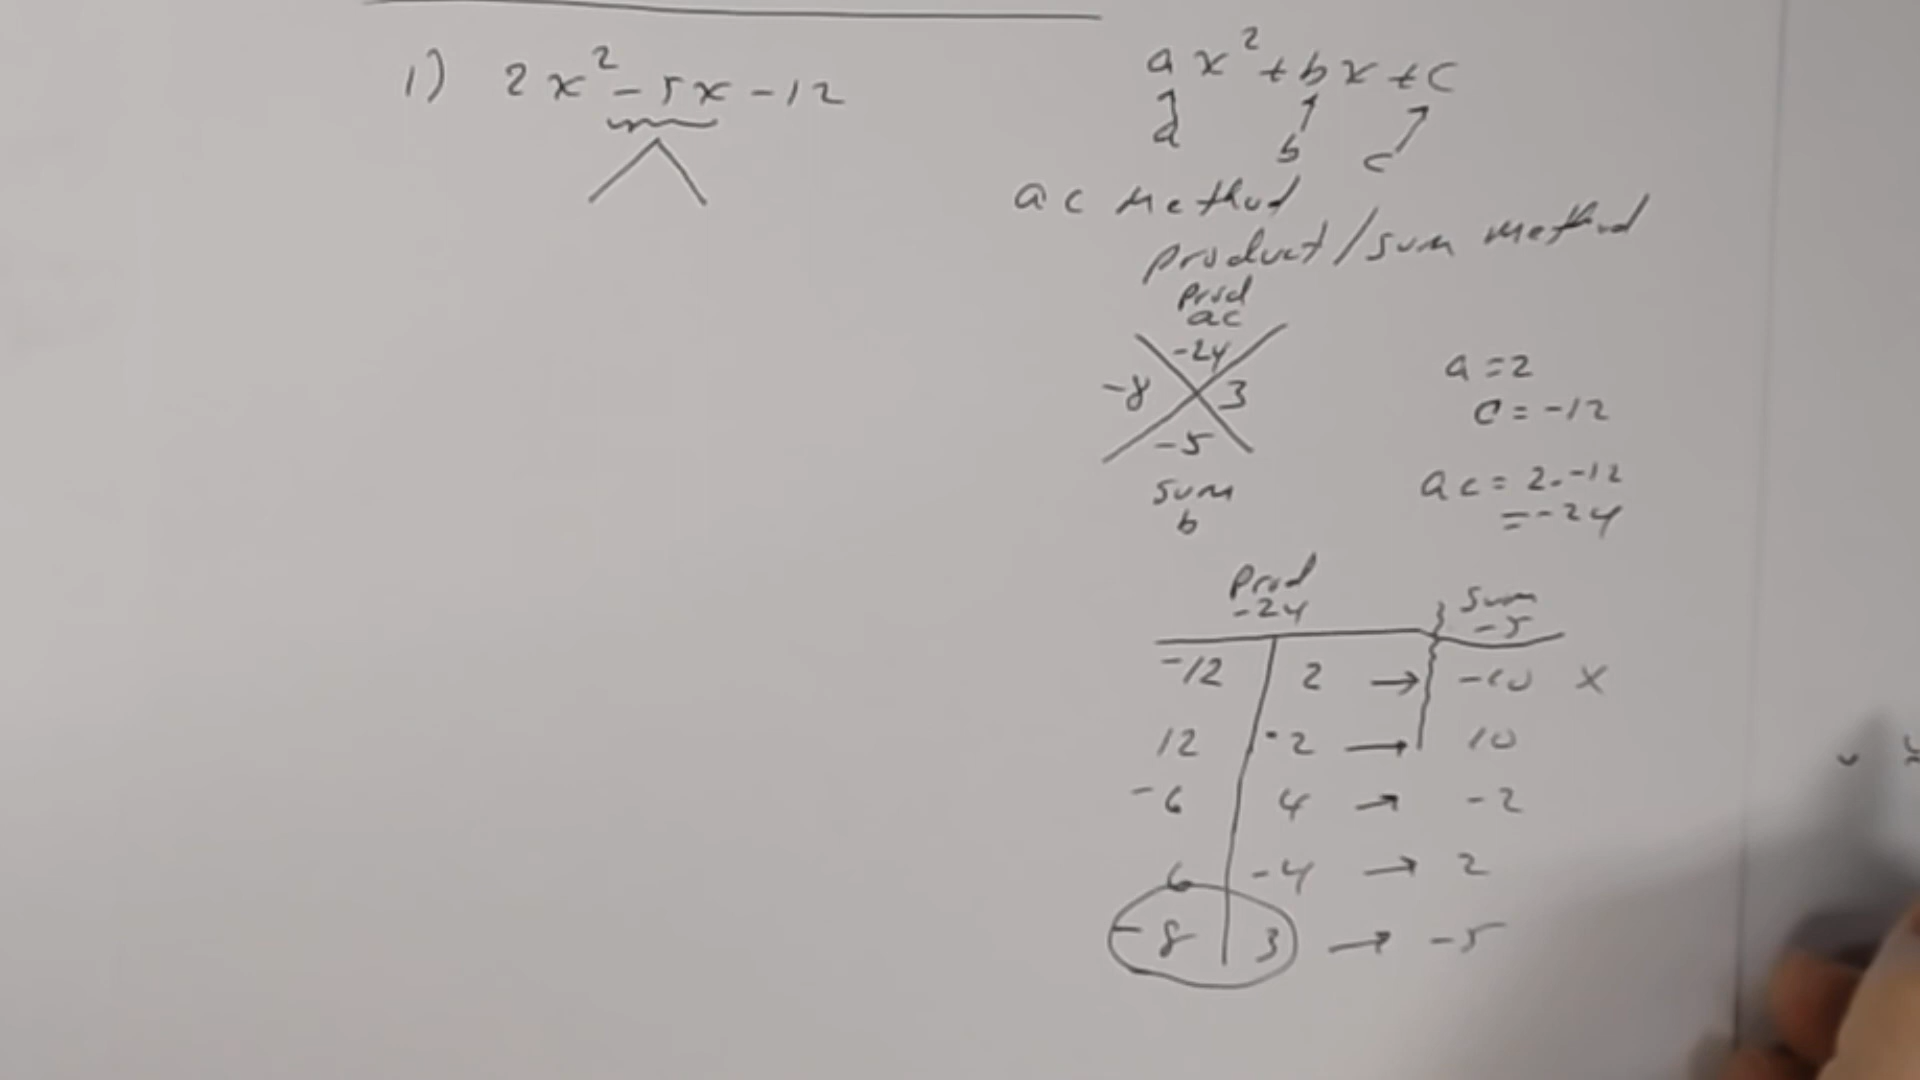 1) 2x² - 5x - 12
ax² + bx + c
a b c
ac Method
product/sum method
Prod
ac
-24
-8 3
-5
sum
b
a = 2
c = -12
ac = 2 · -12
= -24
Prod Sum
-24 -5
-12 2 → -10 X
12 -2 → 10
-6 4 → -2
6 -4 → 2
-8 3 → -5